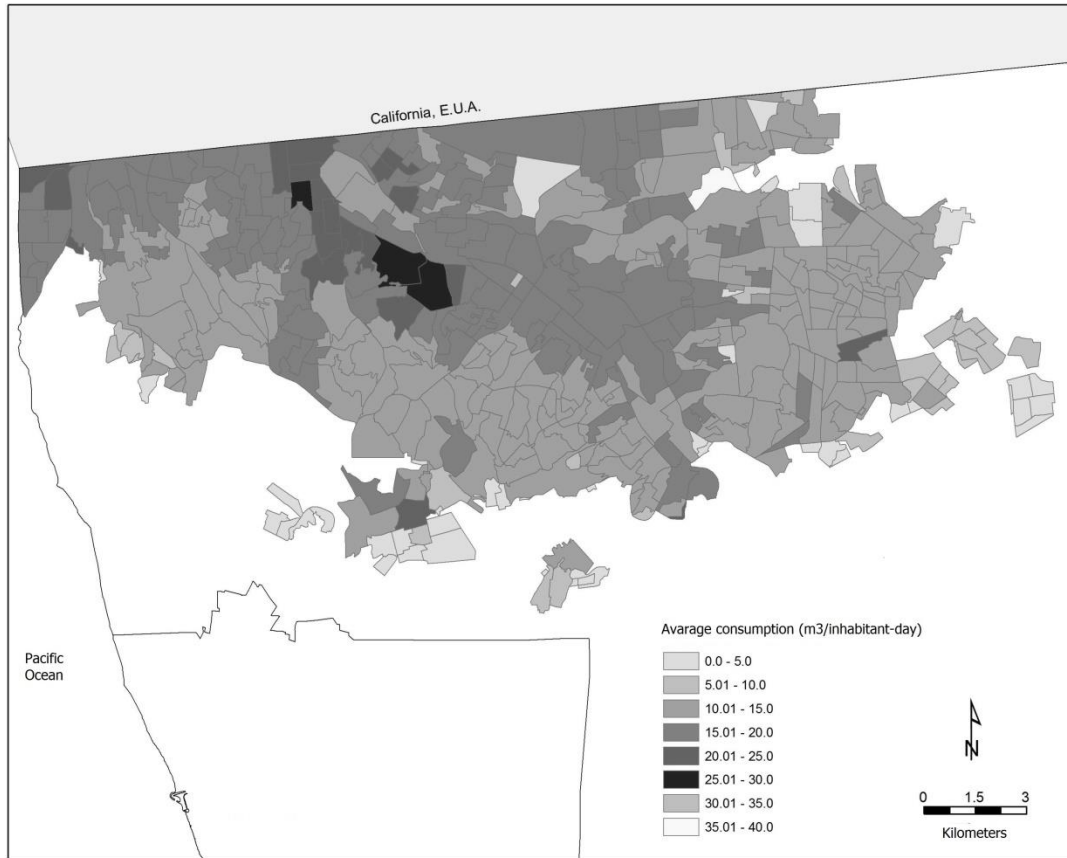 California, E.U.A.
Pacific
Ocean
Avarage consumption (m3/inhabitant-day)
0.0 - 5.0
5.01 - 10.0
10.01 - 15.0
15.01 - 20.0
20.01 - 25.0
25.01 - 30.0
30.01 - 35.0
35.01 - 40.0
N
0 1.5 3
Kilometers